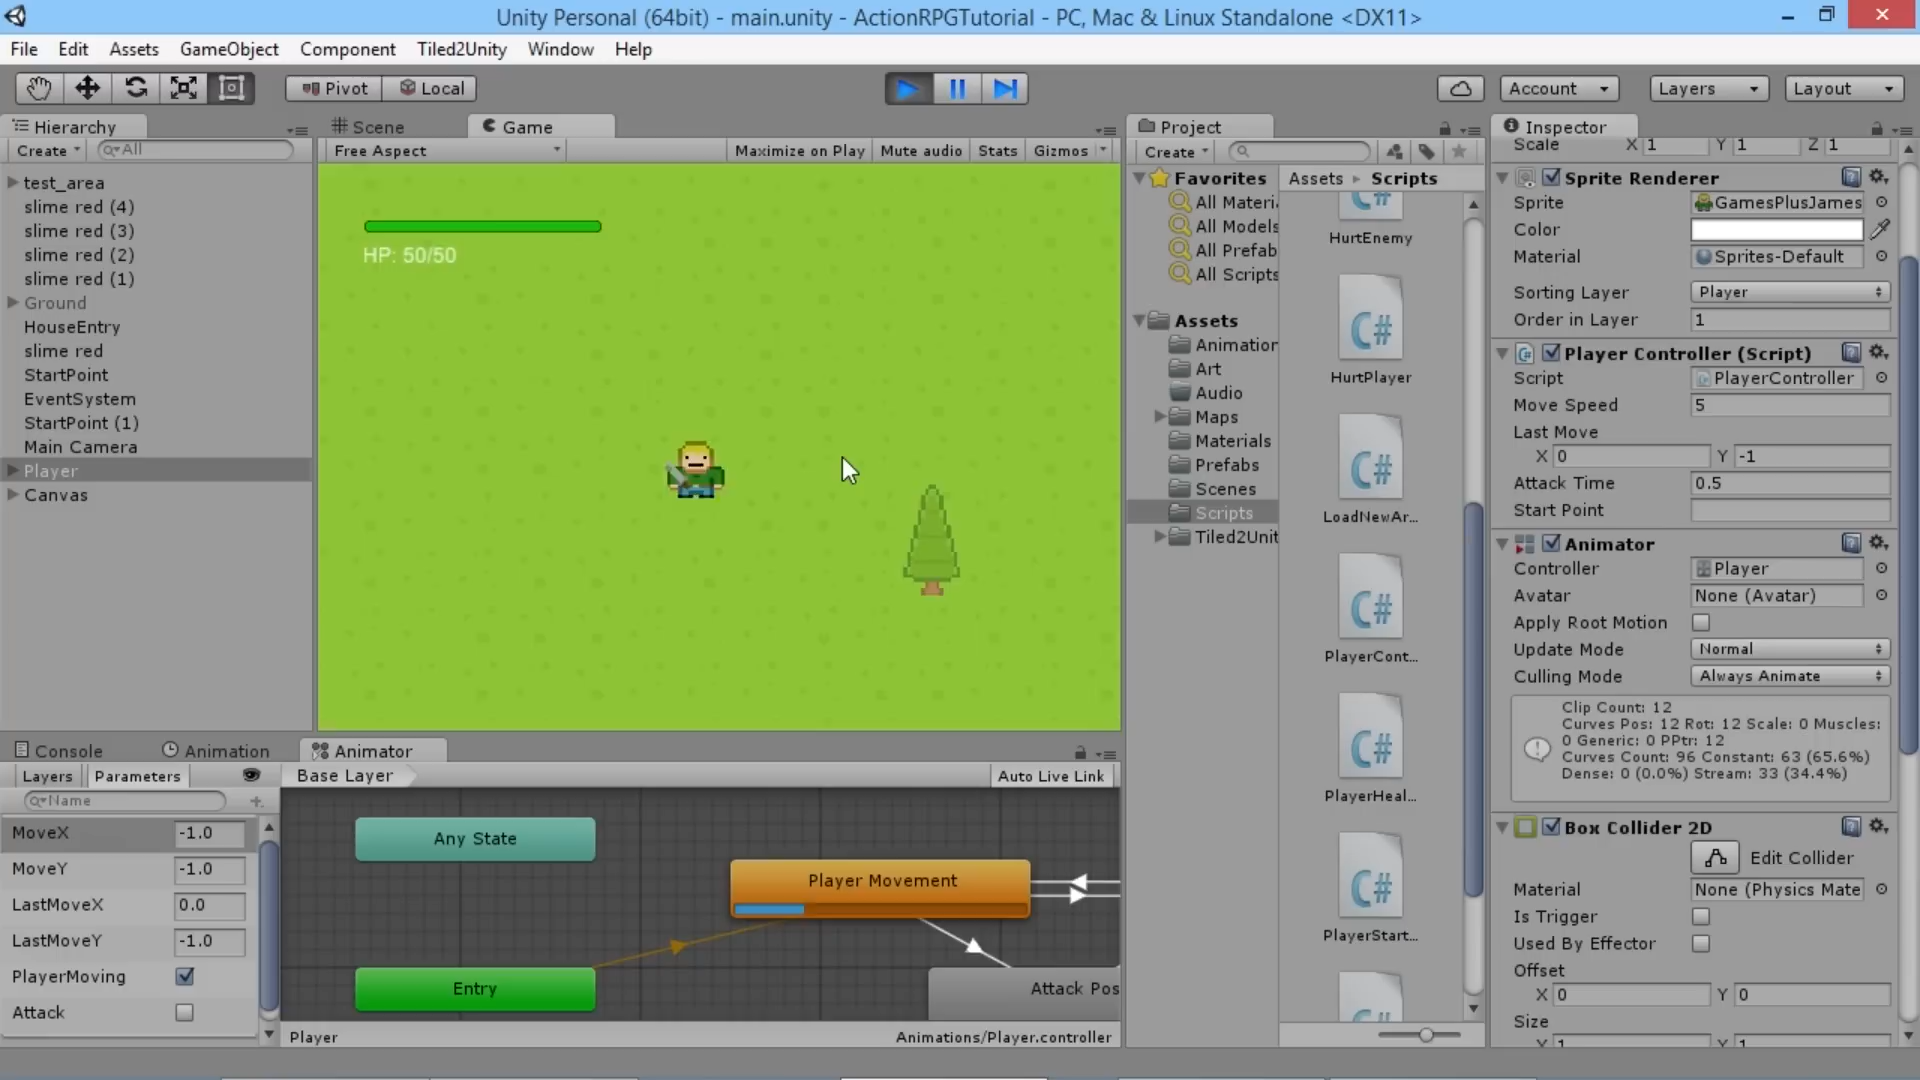 Unity Personal (64bit) - main.unity - ActionRPGTutorial - PC, Mac & Linux Standalone <DX11>
File Edit Assets GameObject Component Tiled2Unity Window Help
Pivot Local Account Layers Layout
Hierarchy
Create All
test_area
slime red (4)
slime red (3)
slime red (2)
slime red (1)
Ground
HouseEntry
slime red
StartPoint
EventSystem
StartPoint (1)
Main Camera
Player
Canvas
Scene Game
Free Aspect Maximize on Play Mute audio Stats Gizmos
HP: 50/50
Console Animation Animator
Layers Parameters
Name
MoveX -1.0
MoveY -1.0
LastMoveX 0.0
LastMoveY -1.0
PlayerMoving
Attack
Base Layer Auto Live Link
Any State
Player Movement
Entry
Attack Pos
Player Animations/Player.controller
Project
Create
Favorites
All Materi
All Models
All Prefab
All Scripts
Assets
Animation
Art
Audio
Maps
Materials
Prefabs
Scenes
Scripts
Tiled2Unit
Assets Scripts
C#
HurtEnemy
C#
HurtPlayer
C#
LoadNewAr...
C#
PlayerCont...
C#
PlayerHeal...
C#
PlayerStart...
Inspector
Scale X 1 Y 1 Z 1
Sprite Renderer
Sprite GamesPlusJames
Color
Material Sprites-Default
Sorting Layer Player
Order in Layer 1
Player Controller (Script)
Script PlayerController
Move Speed 5
Last Move
X 0 Y -1
Attack Time 0.5
Start Point
Animator
Controller Player
Avatar None (Avatar)
Apply Root Motion
Update Mode Normal
Culling Mode Always Animate
Clip Count: 12
Curves Pos: 12 Rot: 12 Scale: 0 Muscles:
0 Generic: 0 PPtr: 12
Curves Count: 96 Constant: 63 (65.6%)
Dense: 0 (0.0%) Stream: 33 (34.4%)
Box Collider 2D
Edit Collider
Material None (Physics Mate
Is Trigger
Used By Effector
Offset
X 0 Y 0
Size
X 1 Y 1